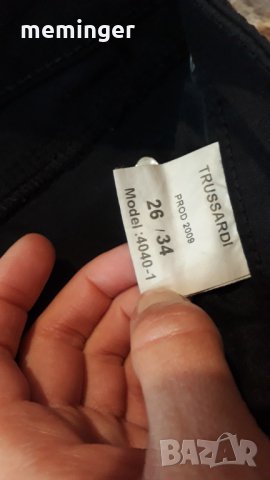 meminger
TRUSSARDİ
PROD 2009
26 / 34
Model :4040-1
BAZAR